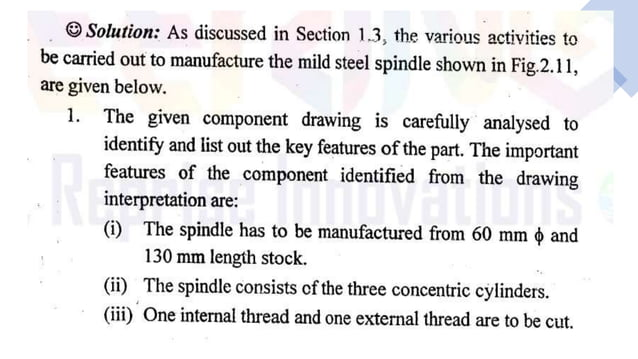 ☺ Solution: As discussed in Section 1.3, the various activities to
be carried out to manufacture the mild steel spindle shown in Fig.2.11,
are given below.
1. The given component drawing is carefully analysed to
identify and list out the key features of the part. The important
features of the component identified from the drawing
interpretation are:
(i) The spindle has to be manufactured from 60 mm ϕ and
130 mm length stock.
(ii) The spindle consists of the three concentric cylinders.
(iii) One internal thread and one external thread are to be cut.